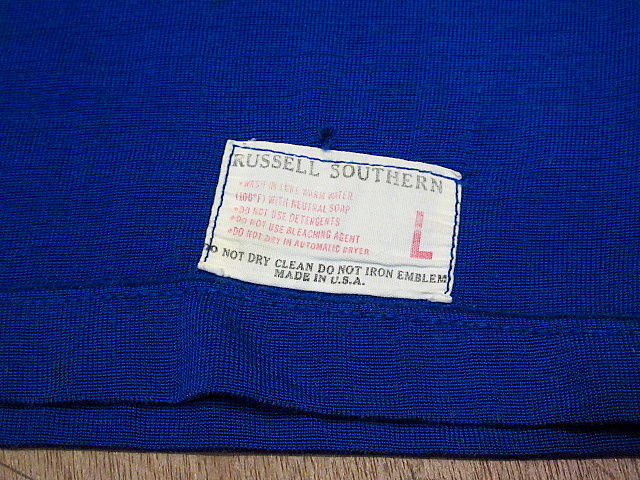 RUSSELL SOUTHERN
*WASH IN LUKE WARM WATER
(100°F) WITH NEUTRAL SOAP
*DO NOT USE DETERGENTS
*DO NOT USE BLEACHING AGENT
*DO NOT DRY IN AUTOMATIC DRYER
L
DO NOT DRY CLEAN DO NOT IRON EMBLEM
MADE IN U.S.A.